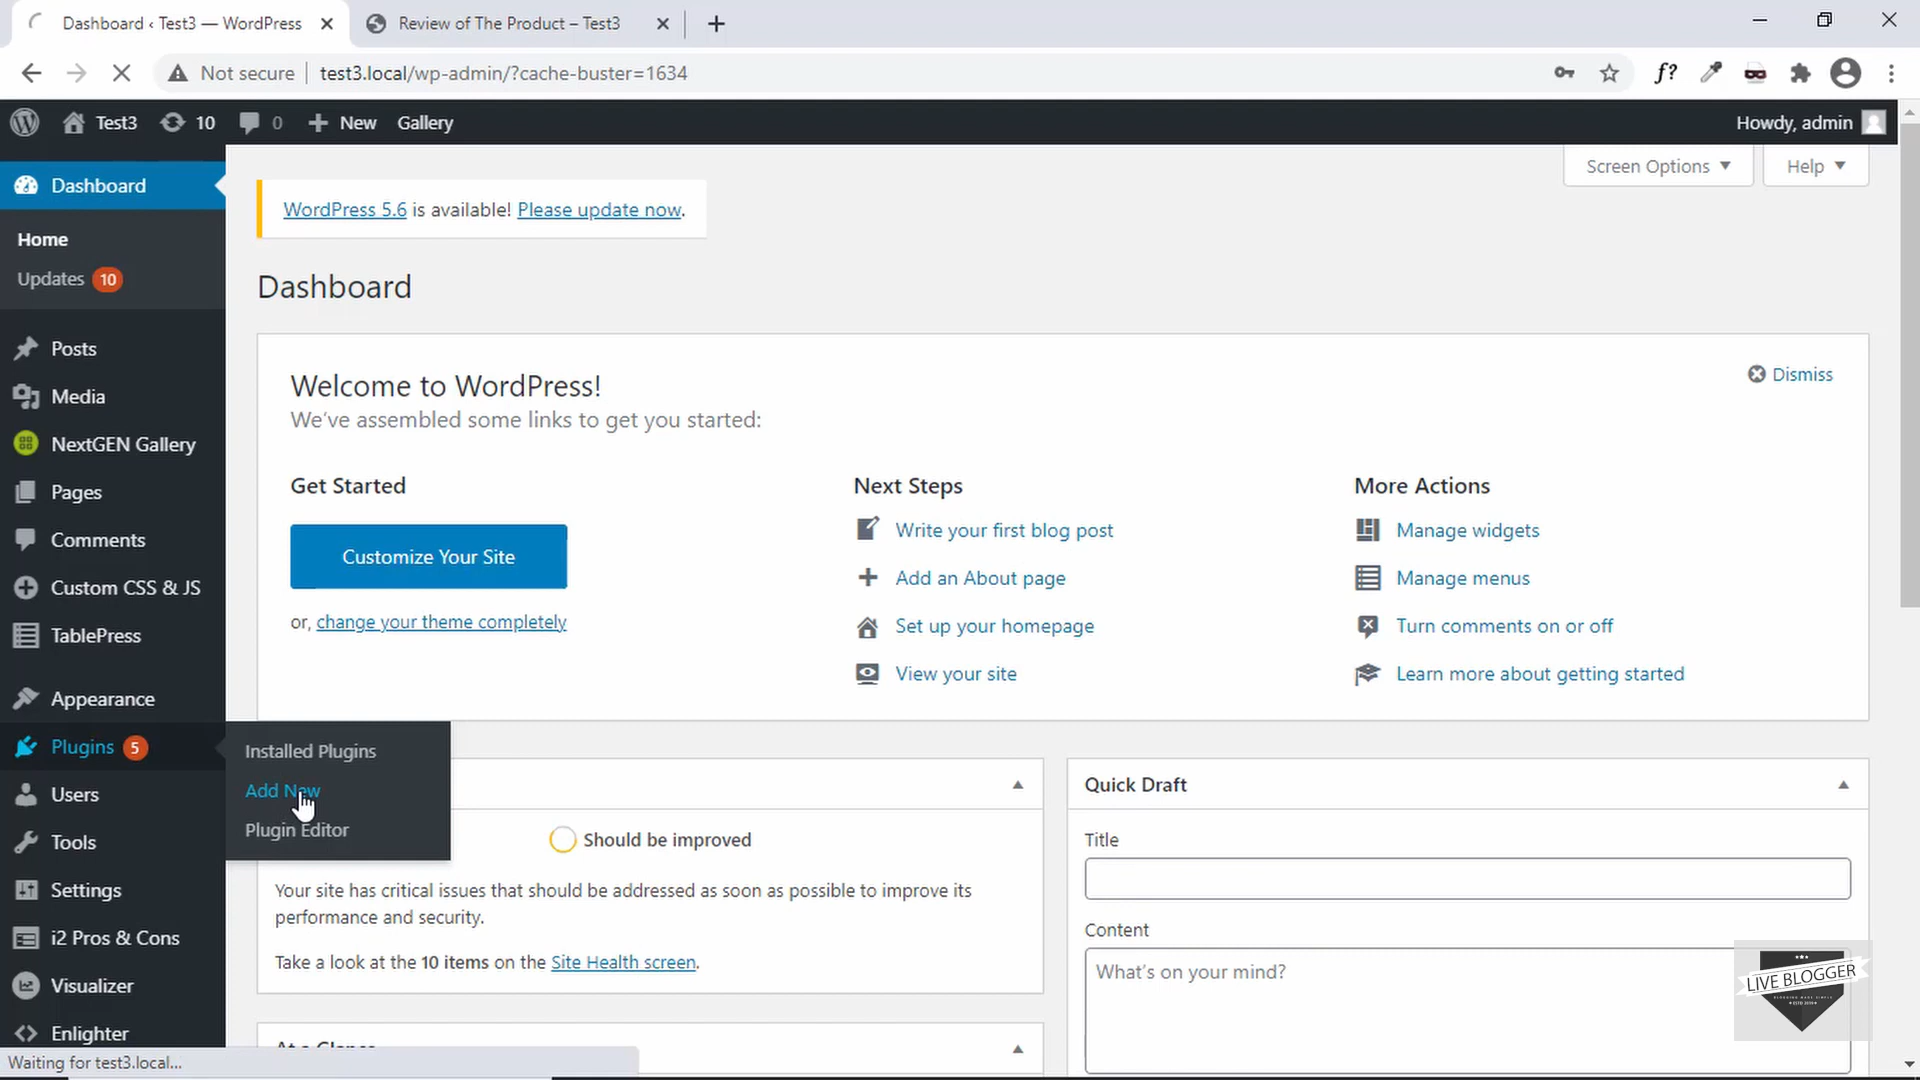 Dashboard ‹ Test3 — WordPress
Review of The Product – Test3
Not secure
test3.local/wp-admin/?cache-buster=1634
f?
Test3
10
0
New
Gallery
Howdy, admin
Screen Options
Help
Dashboard
Home
Updates 10
Posts
Media
NextGEN Gallery
Pages
Comments
Custom CSS & JS
TablePress
Appearance
Plugins 5
Users
Tools
Settings
i2 Pros & Cons
Visualizer
Enlighter
Installed Plugins
Add New
Plugin Editor
WordPress 5.6 is available! Please update now.
Dashboard
Welcome to WordPress!
We've assembled some links to get you started:
Dismiss
Get Started
Customize Your Site
or, change your theme completely
Next Steps
Write your first blog post
Add an About page
Set up your homepage
View your site
More Actions
Manage widgets
Manage menus
Turn comments on or off
Learn more about getting started
Should be improved
Your site has critical issues that should be addressed as soon as possible to improve its
performance and security.
Take a look at the 10 items on the Site Health screen.
At a Glance
Quick Draft
Title
Content
What's on your mind?
LIVE BLOGGER
Waiting for test3.local...